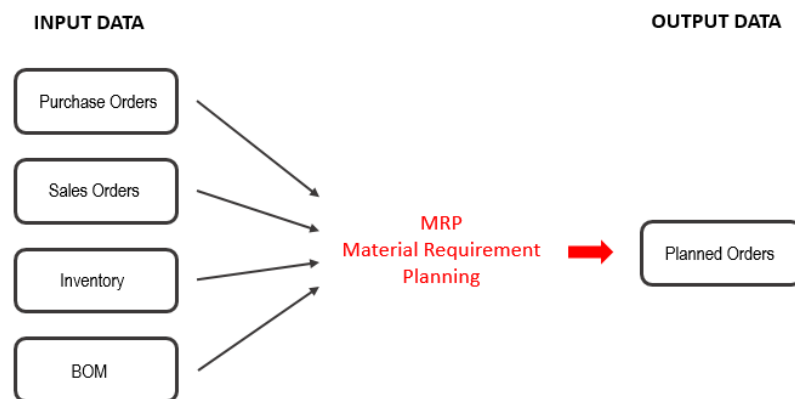 INPUT DATA
OUTPUT DATA
Purchase Orders
Sales Orders
Inventory
BOM
MRP
Material Requirement
Planning
Planned Orders